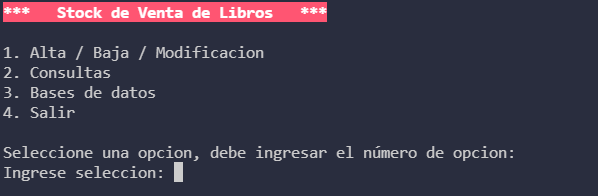 ***   Stock de Venta de Libros   ***
1. Alta / Baja / Modificacion
2. Consultas
3. Bases de datos
4. Salir
Seleccione una opcion, debe ingresar el número de opcion:
Ingrese seleccion: